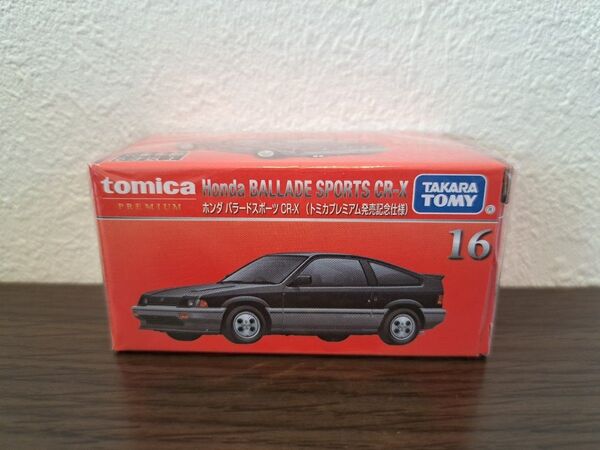 tomica
PREMIUM
Honda BALLADE SPORTS CR-X
ホンダ バラードスポーツ CR-X (トミカプレミアム発売記念仕様)
TAKARA
TOMY
16